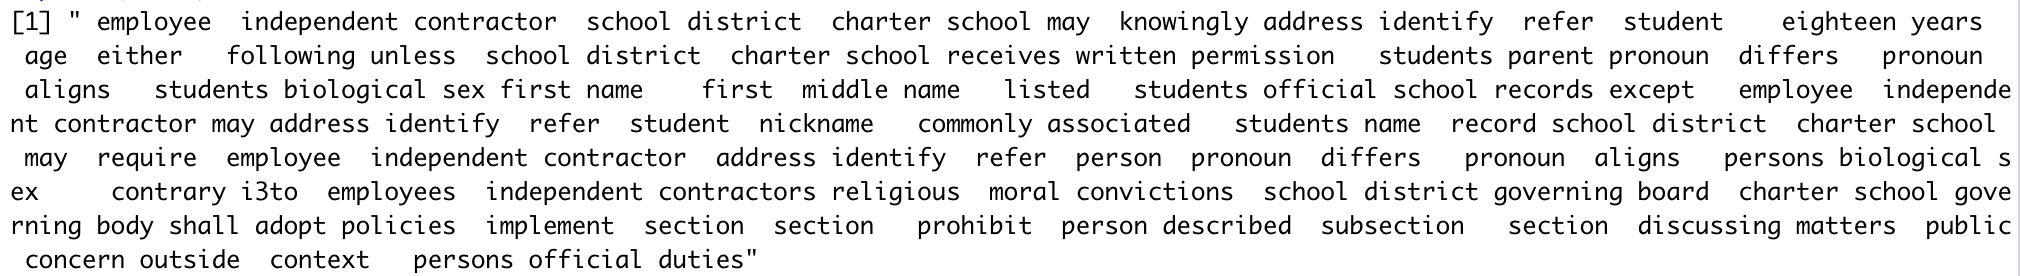 [1] " employee  independent contractor  school district  charter school may  knowingly address identify  refer  student    eighteen years
 age  either   following unless  school district  charter school receives written permission   students parent pronoun  differs   pronoun
 aligns   students biological sex first name    first  middle name   listed   students official school records except   employee  independe
nt contractor may address identify  refer  student  nickname   commonly associated   students name  record school district  charter school
 may  require  employee  independent contractor  address identify  refer  person  pronoun  differs   pronoun  aligns   persons biological s
ex     contrary i3to  employees  independent contractors religious  moral convictions  school district governing board  charter school gove
rning body shall adopt policies  implement  section  section   prohibit  person described  subsection   section  discussing matters  public
 concern outside  context   persons official duties"